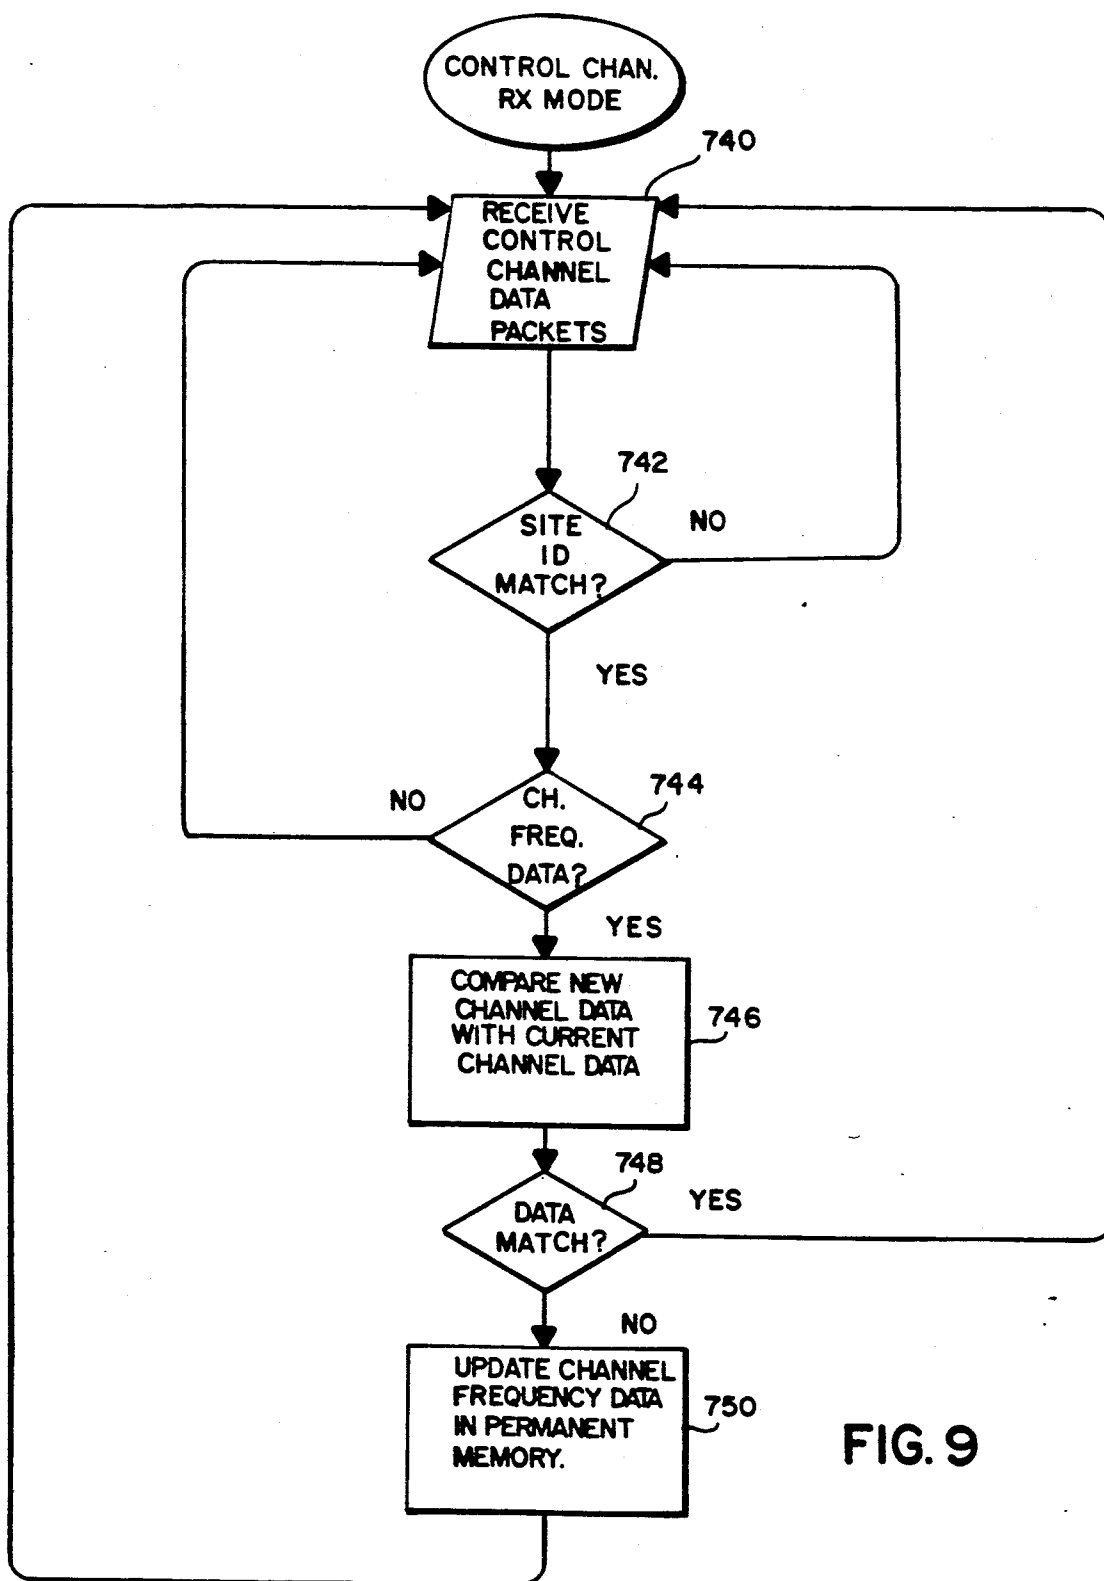 CONTROL CHAN.
RX MODE
740
RECEIVE
CONTROL
CHANNEL
DATA
PACKETS
742
SITE
ID
MATCH?
NO
YES
744
NO
CH.
FREQ.
DATA?
YES
COMPARE NEW
CHANNEL DATA
WITH CURRENT
CHANNEL DATA
746
748
DATA
MATCH?
YES
NO
UPDATE CHANNEL
FREQUENCY DATA
IN PERMANENT
MEMORY.
750
FIG. 9